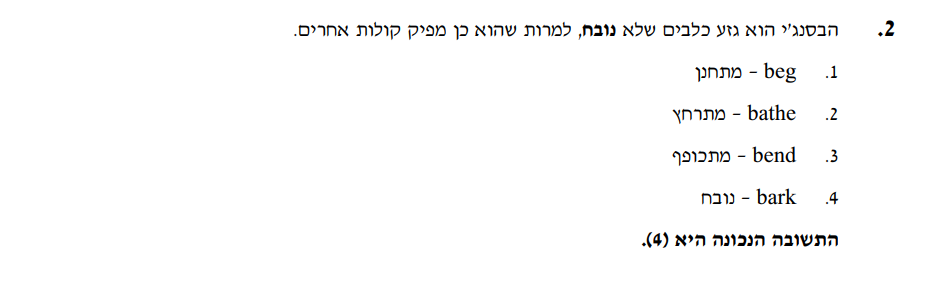 2. הבסנג'י הוא גזע כלבים שלא נובח, למרות שהוא כן מפיק קולות אחרים.
1. beg – מתחנן
2. bathe – מתרחץ
3. bend – מתכופף
4. bark – נובח
התשובה הנכונה היא (4).